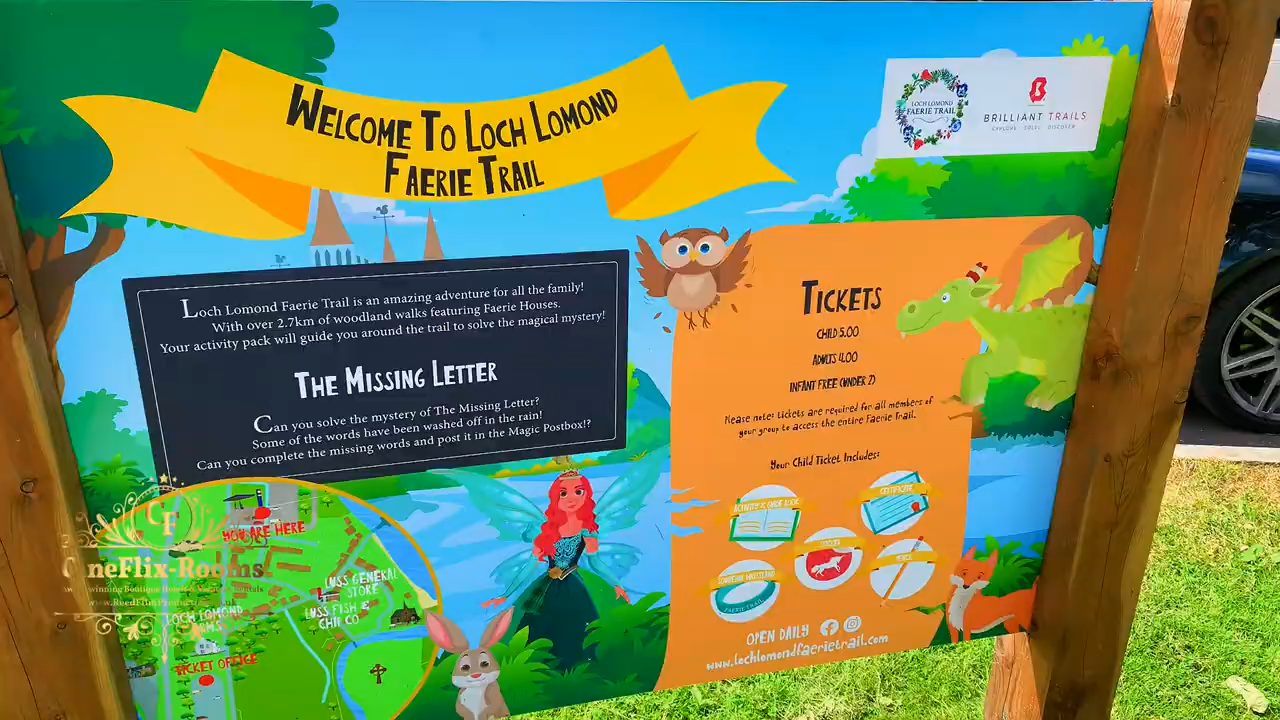 WELCOME TO LOCH LOMOND
FAERIE TRAIL
LOCH LOMOND
FAERIE TRAIL
BRILLIANT TRAILS
EXPLORE SOLVE DISCOVER
Loch Lomond Faerie Trail is an amazing adventure for all the family!
With over 2.7km of woodland walks featuring Faerie Houses.
Your activity pack will guide you around the trail to solve the magical mystery!
THE MISSING LETTER
Can you solve the mystery of The Missing Letter?
Some of the words have been washed off in the rain!
Can you complete the missing words and post it in the Magic Postbox!?
TICKETS
CHILD 5.00
ADULTS 4.00
INFANT FREE (UNDER 2)
Please note: tickets are required for all members of
your group to access the entire Faerie Trail.
Your Child Ticket Includes:
CERTIFICATE
FAERIE TRAIL
OPEN DAILY
www.lochlomondfaerietrail.com
YOU ARE HERE
LUSS GENERAL
STORE
LUSS FISH &
CHIP CO
LOCH LOMOND
ARMS
TICKET OFFICE
CF
CineFlix-Rooms